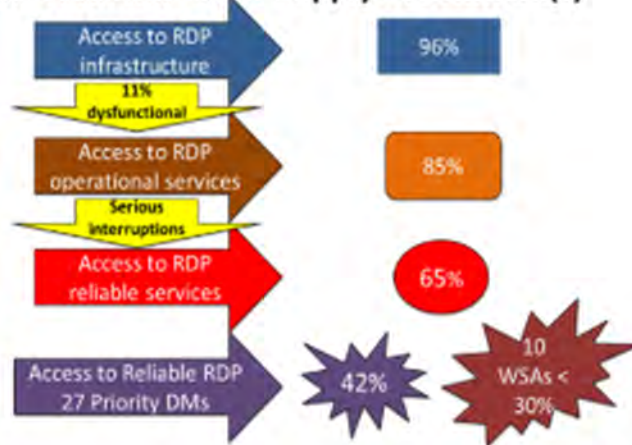 Access to RDP
infrastructure
96%
11%
dysfunctional
Access to RDP
operational services
85%
Serious
interruptions
Access to RDP
reliable services
65%
Access to Reliable RDP
27 Priority DMs
42%
10
WSAs <
30%